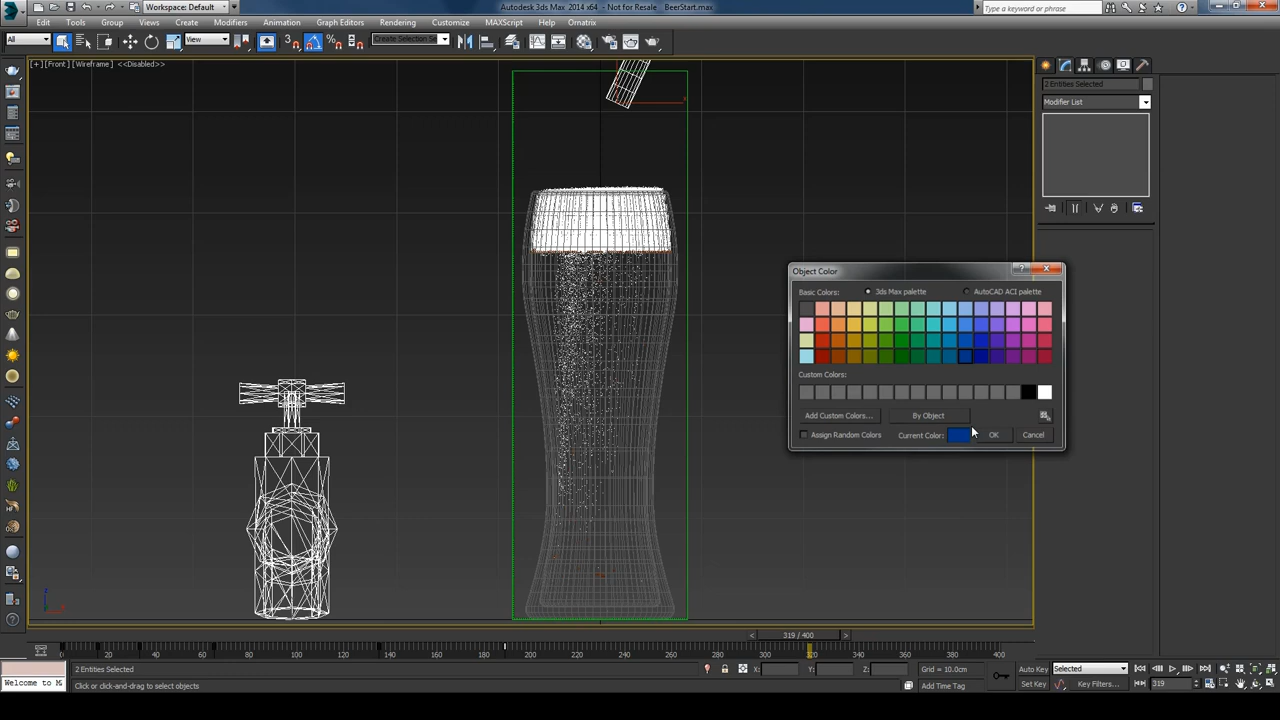 Workspace: Default
Autodesk 3ds Max 2014 x64 - Not for Resale BeerStart.max
Type a keyword or phrase
Edit Tools Group Views Create Modifiers Animation Graph Editors Rendering Customize MAXScript Help Ornatrix
All View 3 Create Selection Se
[+] [Front] [Wireframe] <<Disabled>>
2 Entities Selected
Modifier List
Object Color
Basic Colors: 3ds Max palette AutoCAD ACI palette
Custom Colors:
Add Custom Colors... By Object
Assign Random Colors Current Color: OK Cancel
z x
x
< 319 / 400 >
0 20 40 60 80 100 120 140 160 180 200 220 240 260 280 300 320 340 360 380 400
2 Entities Selected X: Y: Z: Grid = 10.0cm Auto Key Selected
Welcome to M Click or click-and-drag to select objects Add Time Tag Set Key Key Filters... 319